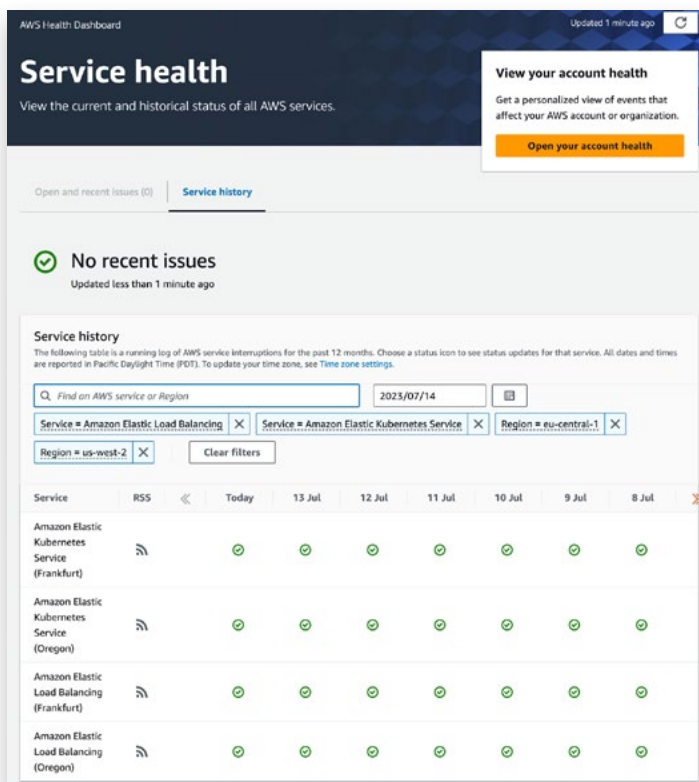 AWS Health Dashboard
Updated 1 minute ago
Service health
View the current and historical status of all AWS services.
View your account health
Get a personalized view of events that
affect your AWS account or organization.
Open your account health
Open and recent issues (0)
Service history
No recent issues
Updated less than 1 minute ago
Service history
The following table is a running log of AWS service interruptions for the past 12 months. Choose a status icon to see status updates for that service. All dates and times
are reported in Pacific Daylight Time (PDT). To update your time zone, see Time zone settings.
Find an AWS service or Region
2023/07/14
Service = Amazon Elastic Load Balancing
Service = Amazon Elastic Kubernetes Service
Region = eu-central-1
Region = us-west-2
Clear filters
Service RSS Today 13 Jul 12 Jul 11 Jul 10 Jul 9 Jul 8 Jul
Amazon Elastic
Kubernetes
Service
(Frankfurt)
Amazon Elastic
Kubernetes
Service
(Oregon)
Amazon Elastic
Load Balancing
(Frankfurt)
Amazon Elastic
Load Balancing
(Oregon)